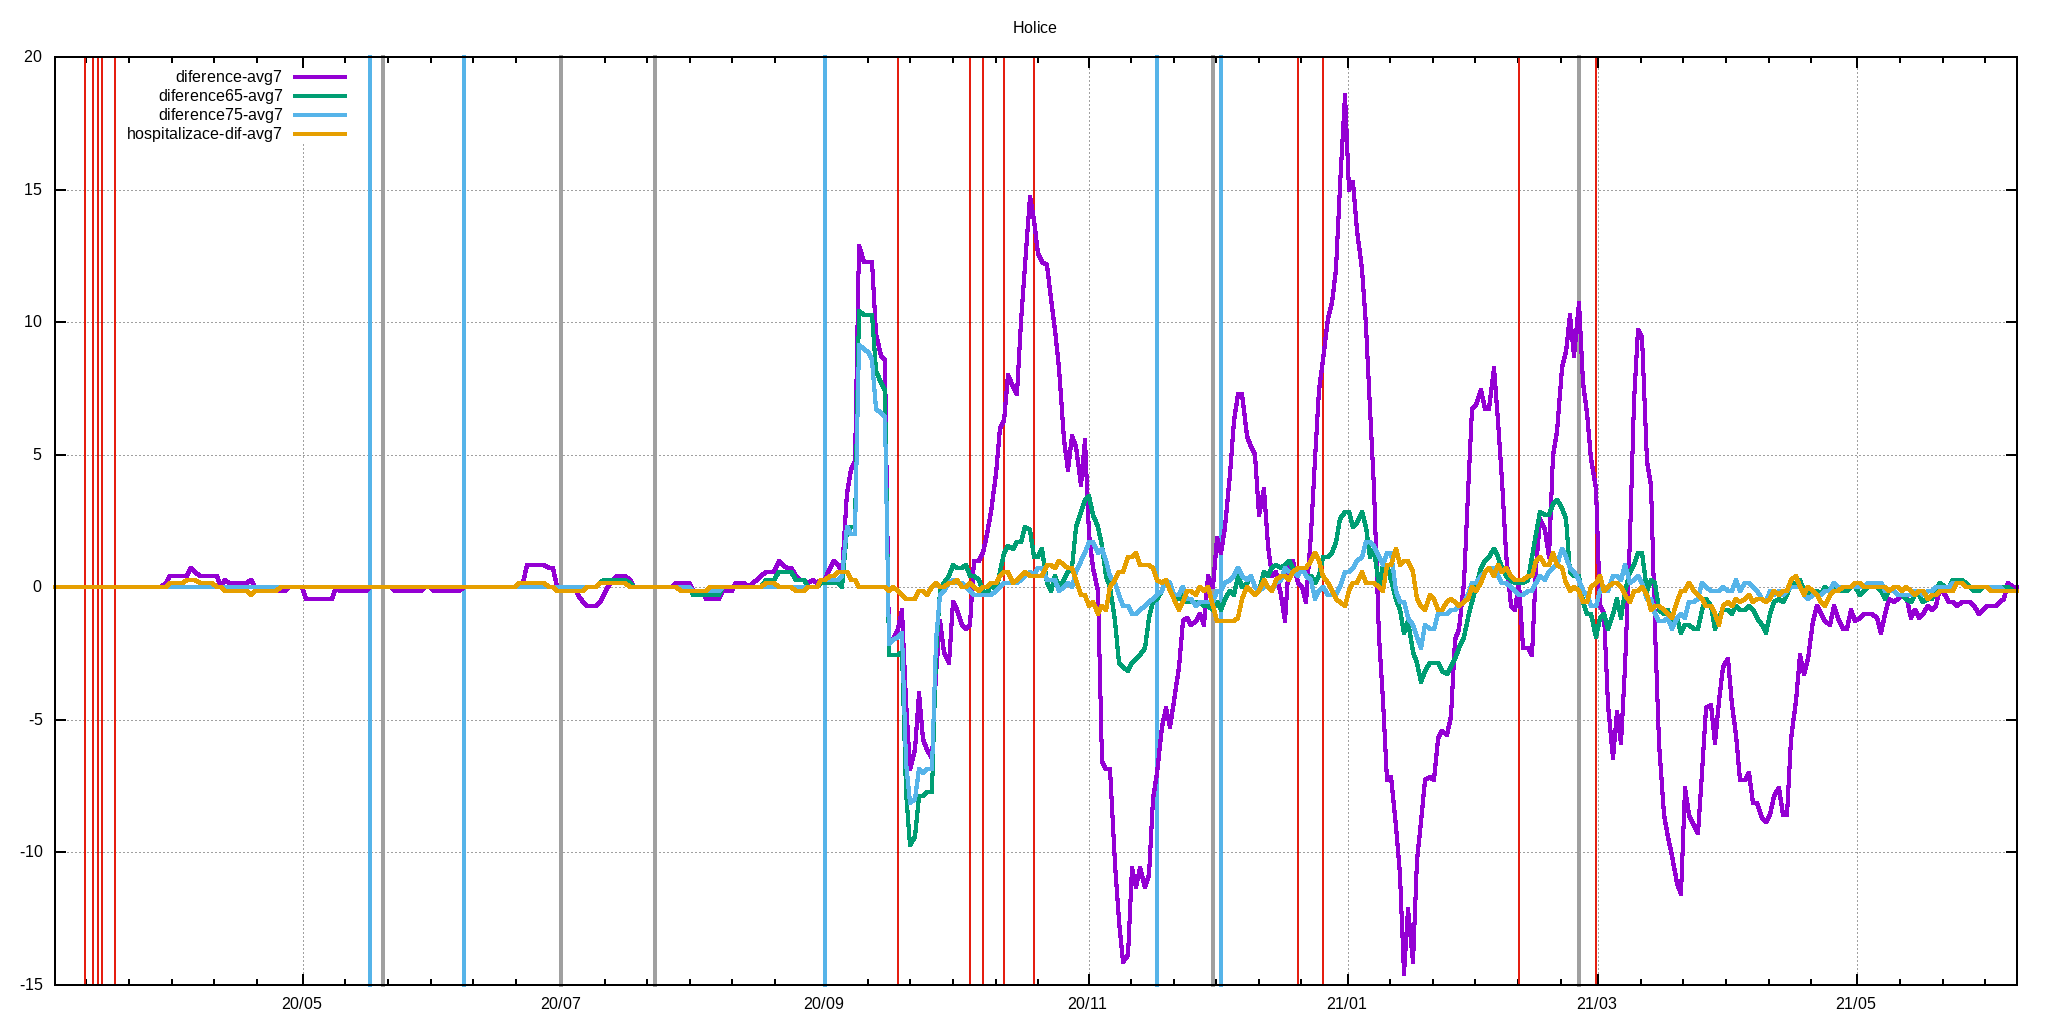 Holice
20
15
10
5
0
-5
-10
-15
diference-avg7
diference65-avg7
diference75-avg7
hospitalizace-dif-avg7
20/05 20/07 20/09 20/11 21/01 21/03 21/05